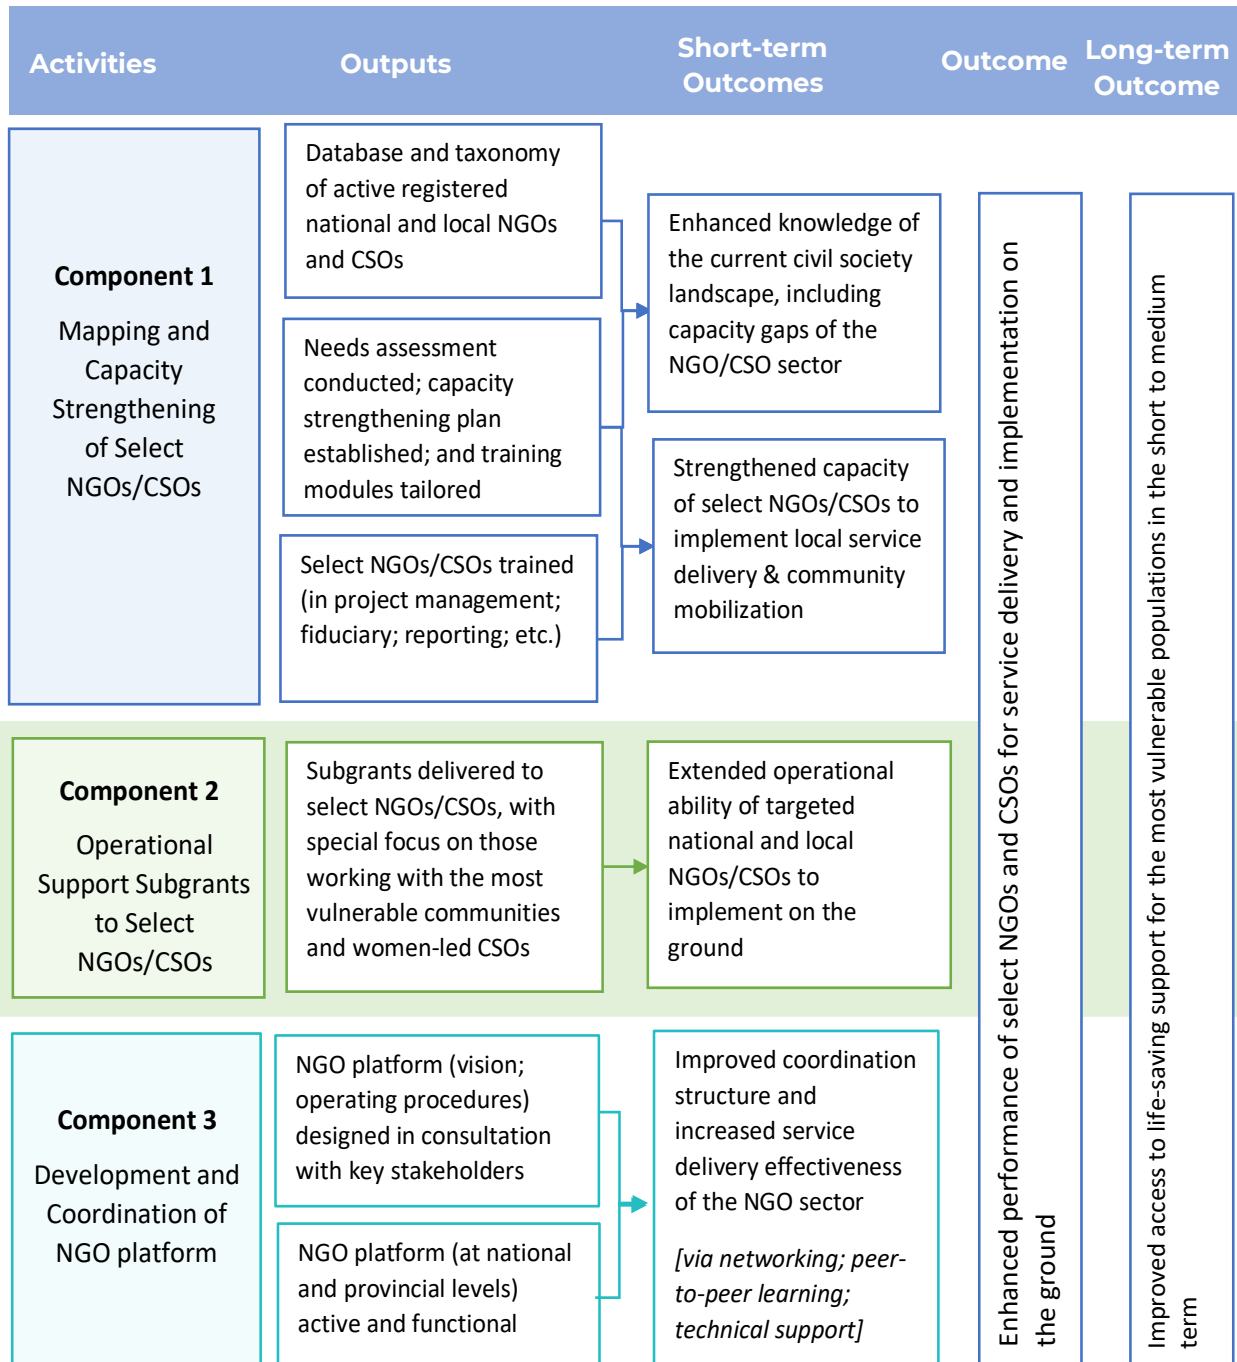 Activities
Outputs
Short-term
Outcomes
Outcome
Long-term
Outcome
Component 1
Mapping and
Capacity
Strengthening
of Select
NGOs/CSOs
Database and taxonomy
of active registered
national and local NGOs
and CSOs
Needs assessment
conducted; capacity
strengthening plan
established; and training
modules tailored
Select NGOs/CSOs trained
(in project management;
fiduciary; reporting; etc.)
Enhanced knowledge of
the current civil society
landscape, including
capacity gaps of the
NGO/CSO sector
Strengthened capacity
of select NGOs/CSOs to
implement local service
delivery & community
mobilization
Component 2
Operational
Support Subgrants
to Select
NGOs/CSOs
Subgrants delivered to
select NGOs/CSOs, with
special focus on those
working with the most
vulnerable communities
and women-led CSOs
Extended operational
ability of targeted
national and local
NGOs/CSOs to
implement on the
ground
Component 3
Development and
Coordination of
NGO platform
NGO platform (vision;
operating procedures)
designed in consultation
with key stakeholders
NGO platform (at national
and provincial levels)
active and functional
Improved coordination
structure and
increased service
delivery effectiveness
of the NGO sector
[via networking; peer-
to-peer learning;
technical support]
Enhanced performance of select NGOs and CSOs for service delivery and implementation on
the ground
Improved access to life-saving support for the most vulnerable populations in the short to medium
term